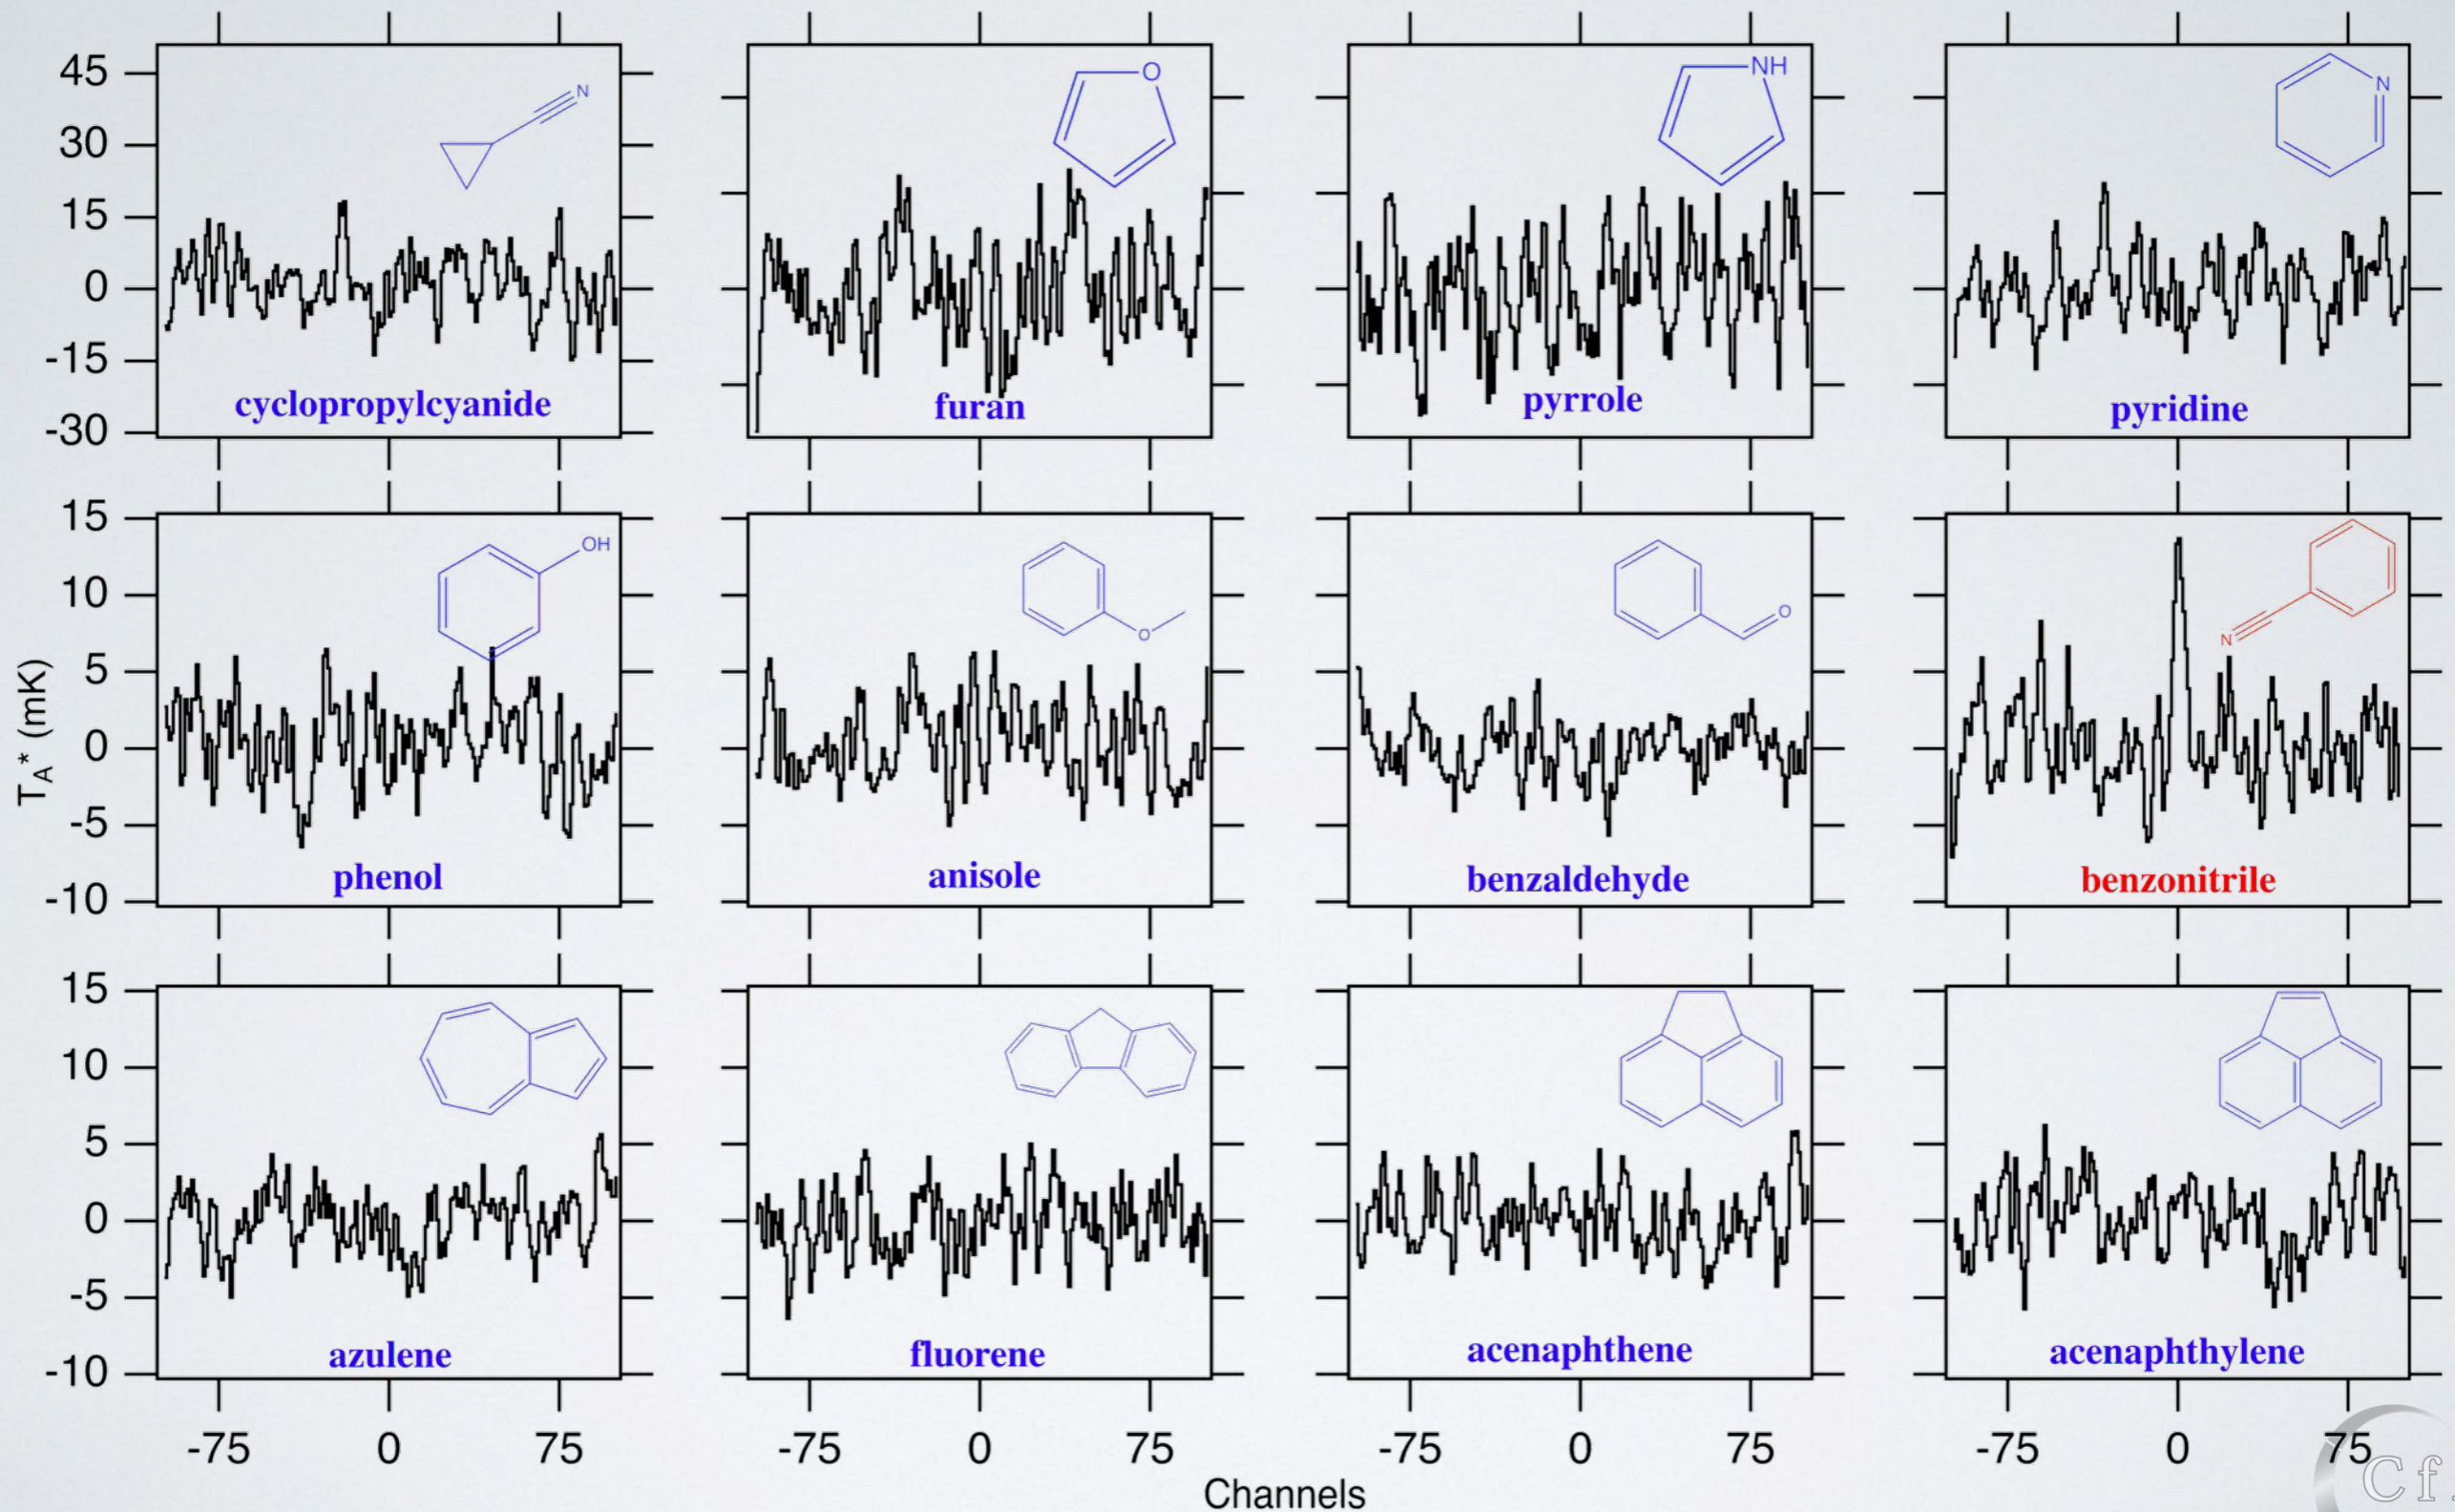 45
30
15
0
-15
-30
N
cyclopropylcyanide
O
furan
NH
pyrrole
N
pyridine
T_A* (mK)
15
10
5
0
-5
-10
OH
phenol
O
anisole
O
benzaldehyde
N
benzonitrile
15
10
5
0
-5
-10
azulene
fluorene
acenaphthene
acenaphthylene
-75 0 75
-75 0 75
-75 0 75
-75 0 75
Channels
Cf